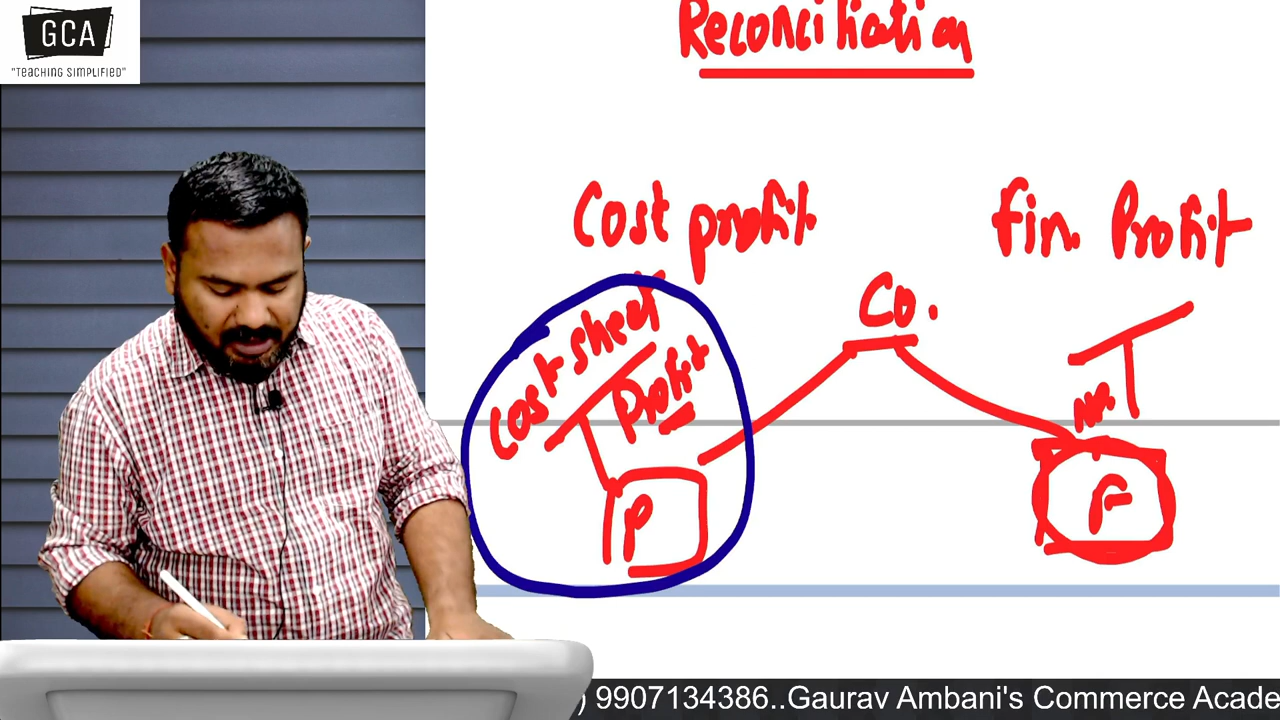 GCA
"TEACHING SIMPLIFIED"
Reconciliation
Cost profit
fin. Profit
Co.
Cost sheet
Profit
P
F
) 9907134386..Gaurav Ambani's Commerce Acade